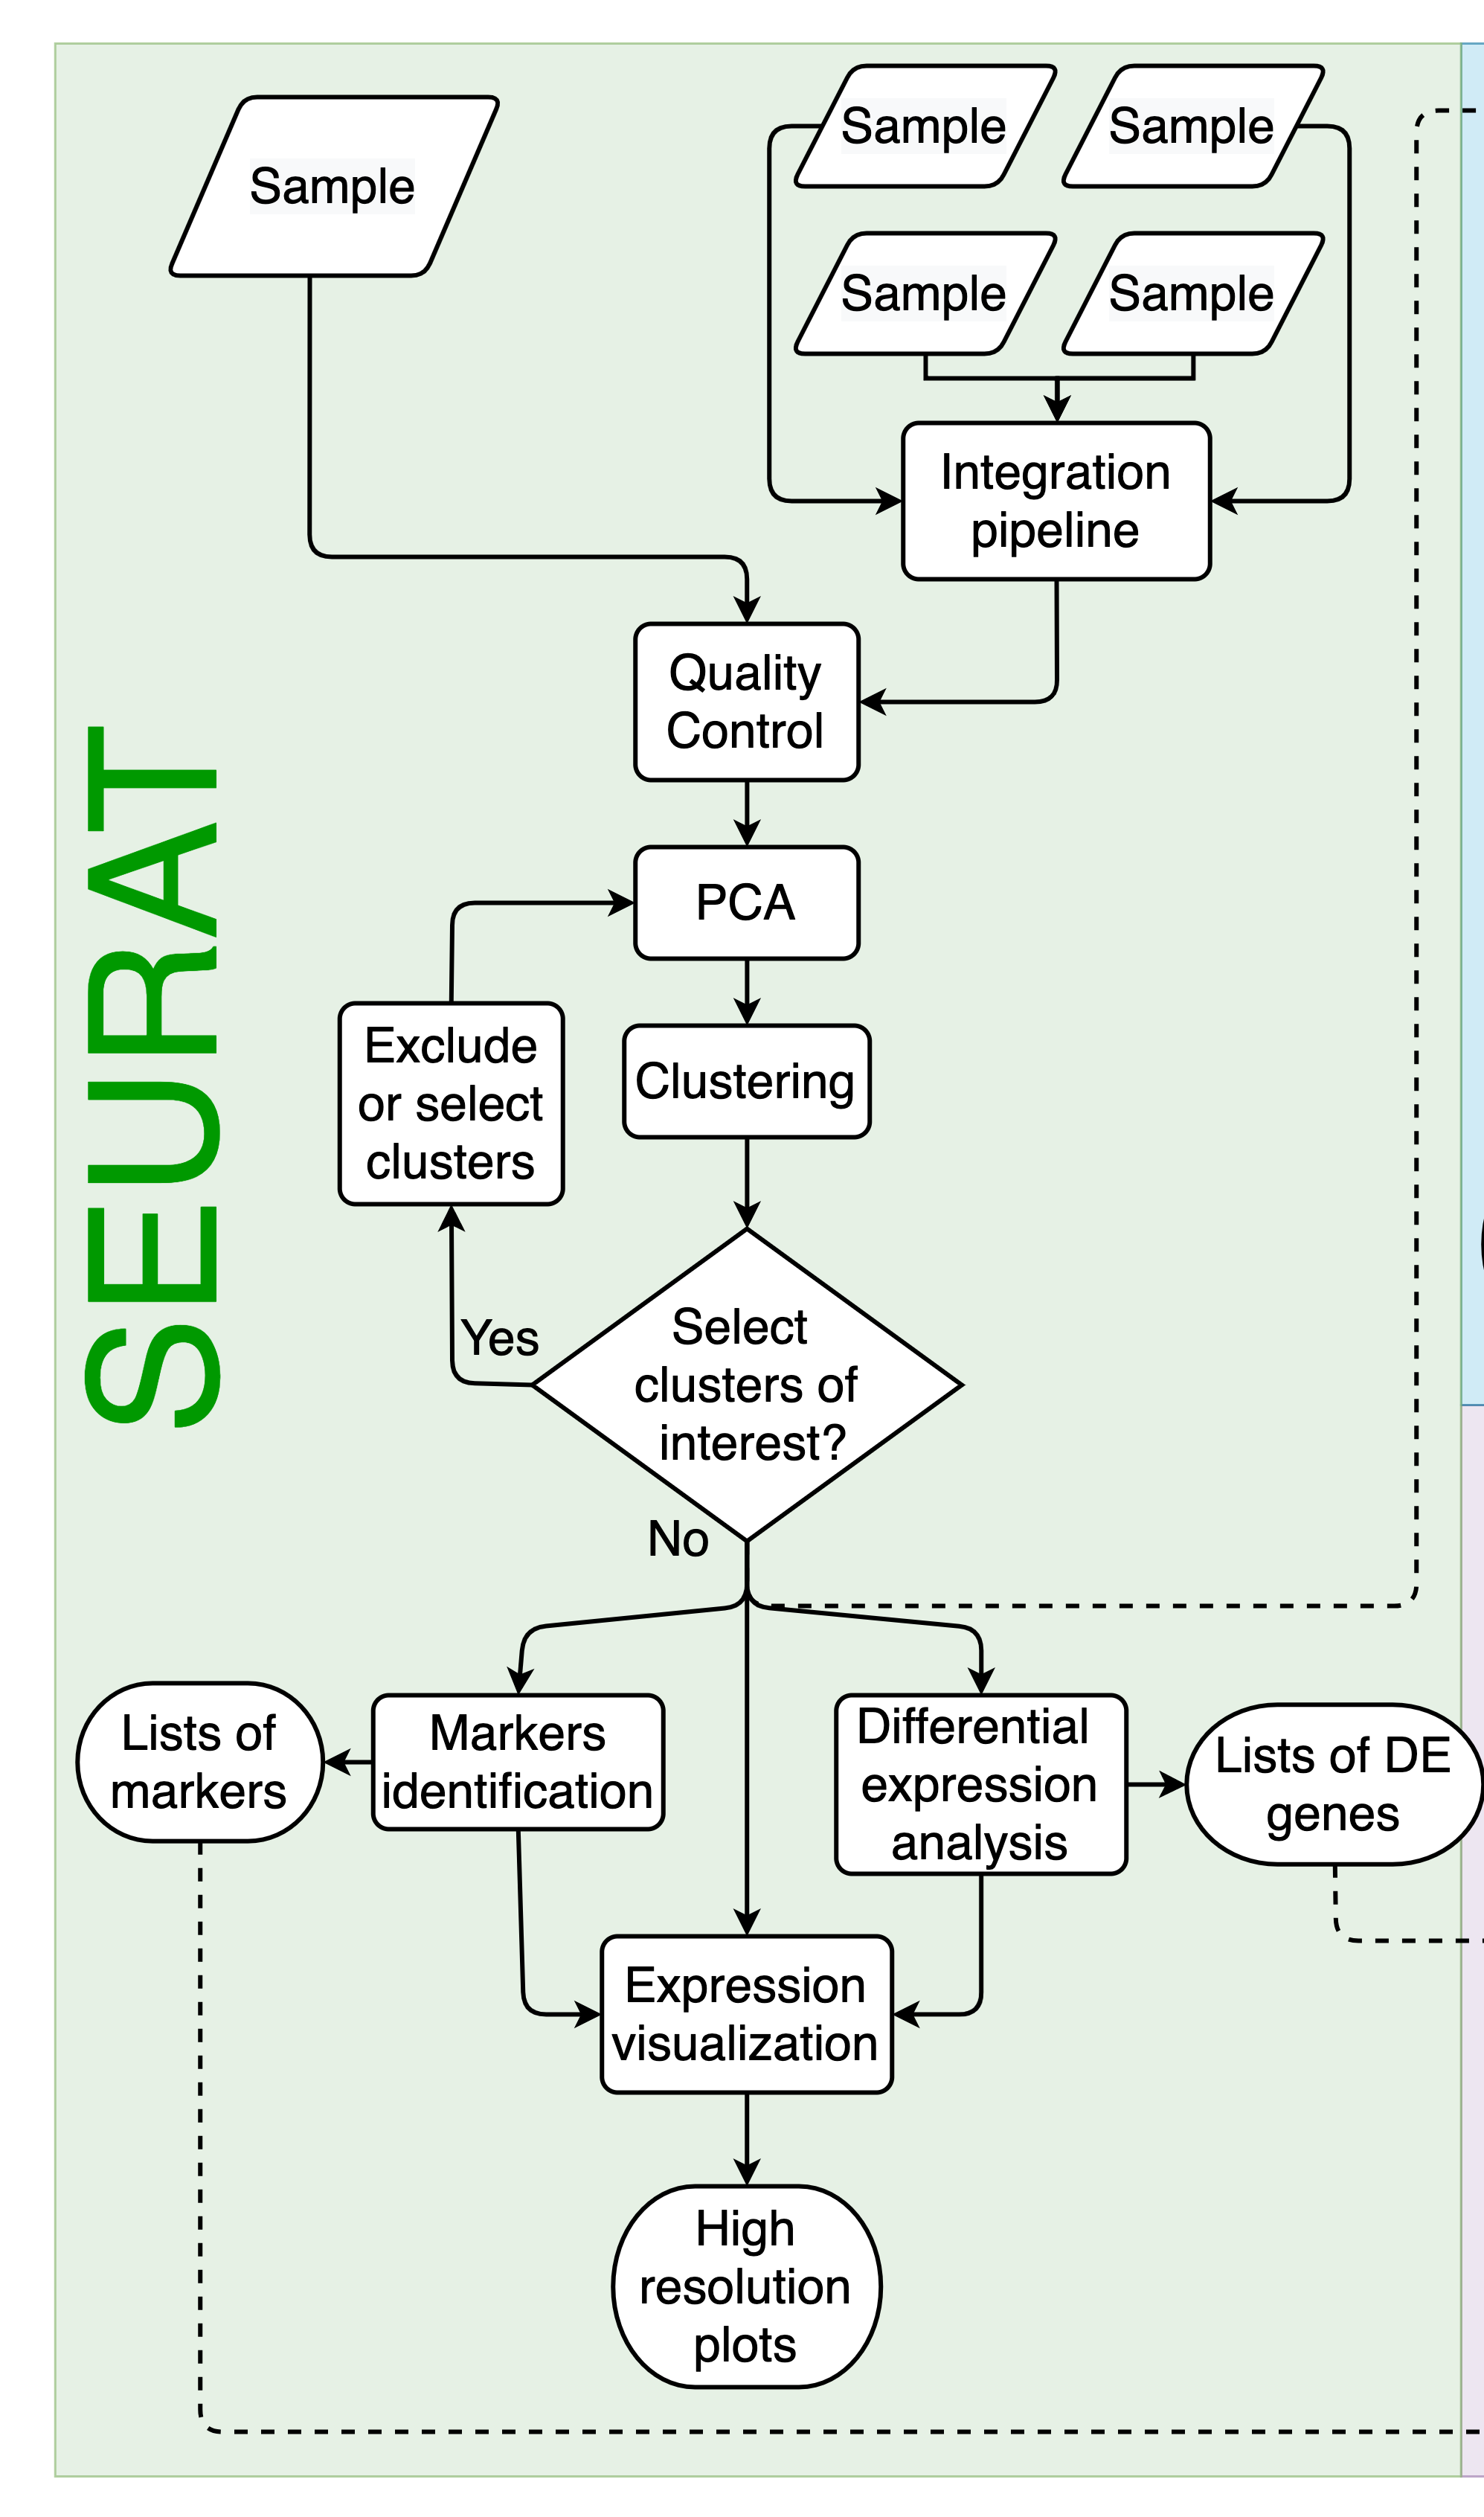 Sample
Sample
Sample
Sample
Sample
Integration
pipeline
Quality
Control
PCA
Exclude
or select
clusters
Clustering
SEURAT
Select
clusters of
interest?
Yes
No
Lists of
markers
Markers
identification
Differential
expression
analysis
Lists of DE
genes
Expression
visualization
High
resolution
plots